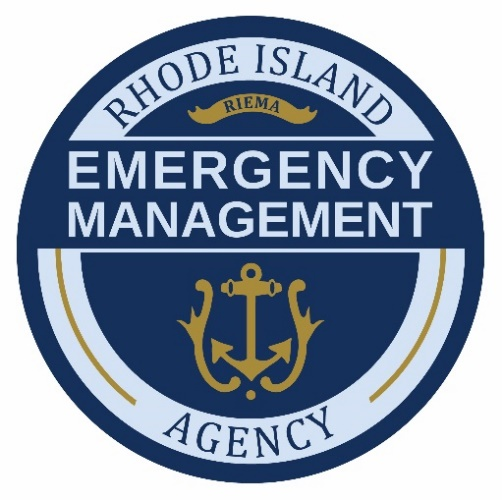 RHODE ISLAND
RIEMA
EMERGENCY
MANAGEMENT
AGENCY